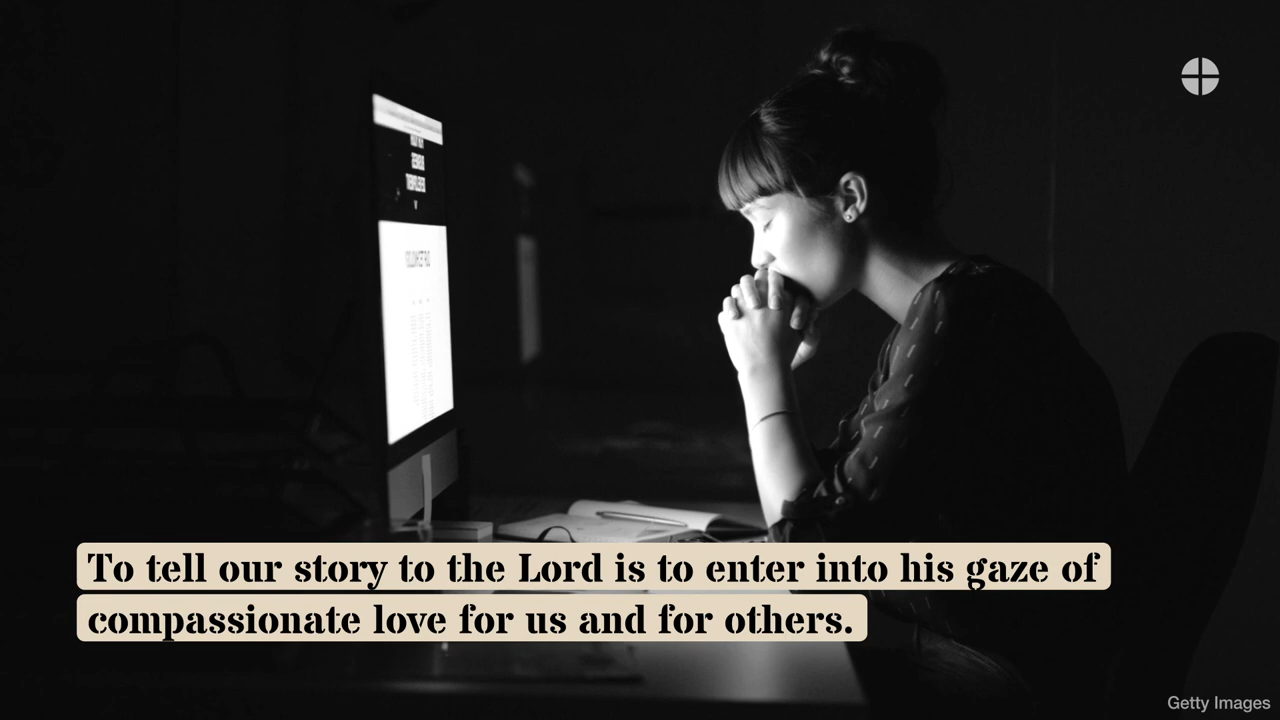 To tell our story to the Lord is to enter into his gaze of
compassionate love for us and for others.
Getty Images